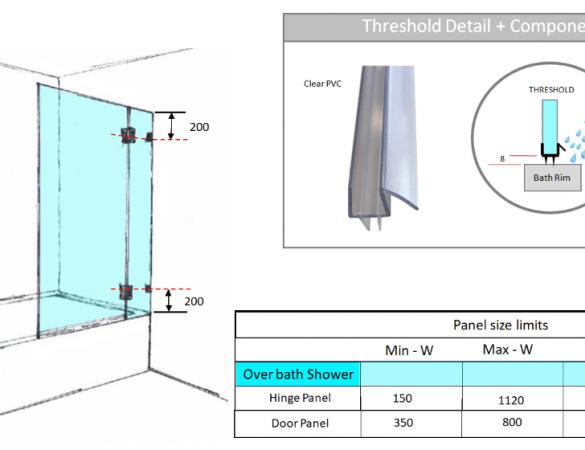 Threshold Detail + Compone
Clear PVC
THRESHOLD
8
Bath Rim
200
200
Panel size limits
Min - W Max - W
Over bath Shower
Hinge Panel 150 1120
Door Panel 350 800